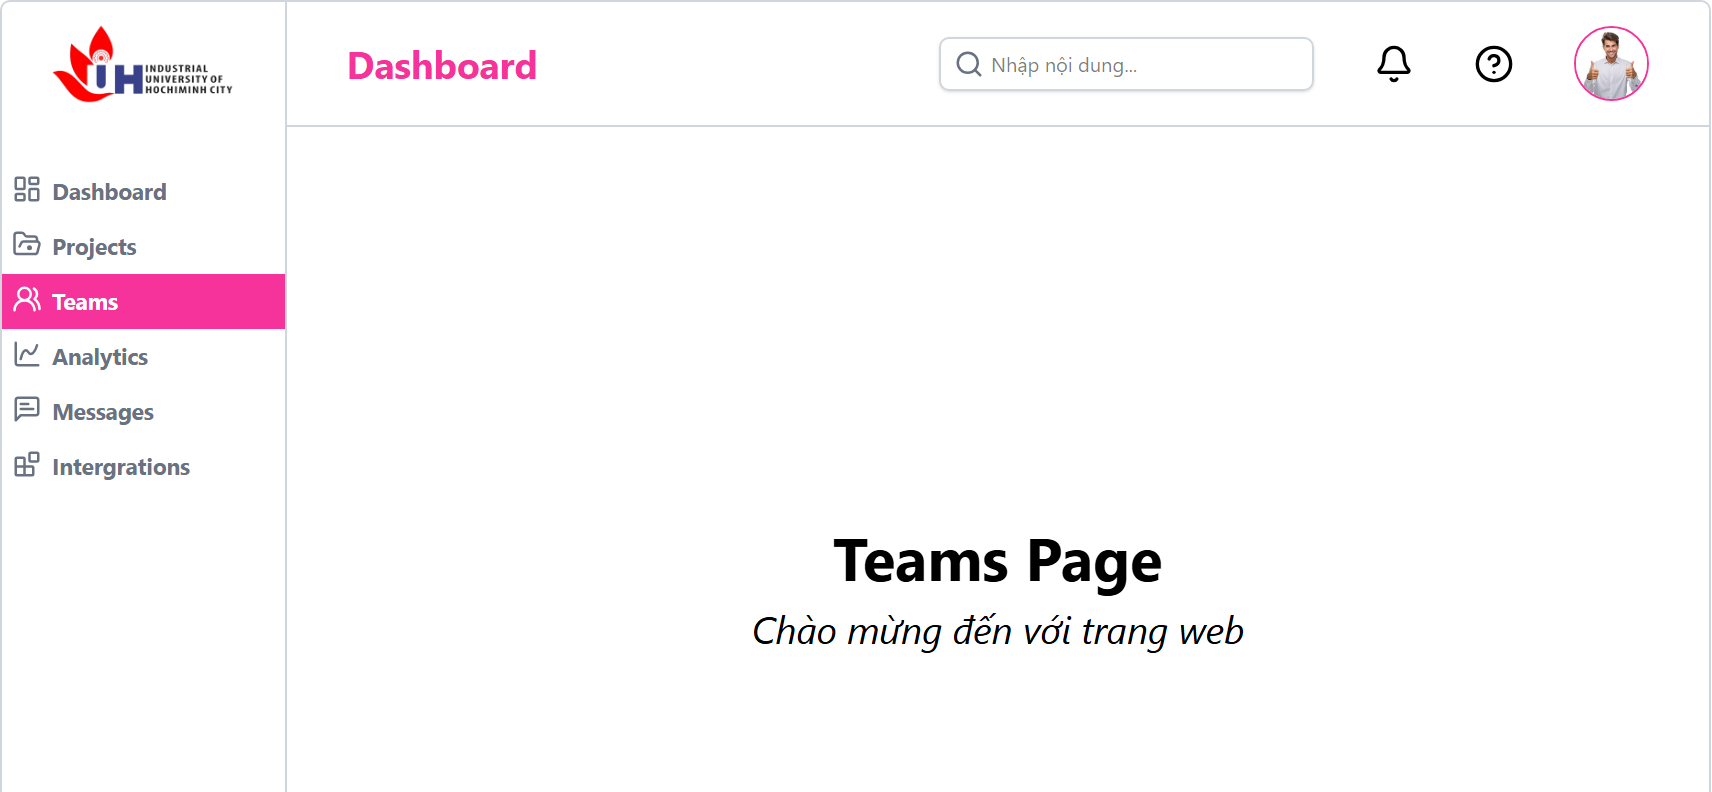 INDUSTRIAL
UNIVERSITY OF
HOCHIMINH CITY
IUH
Dashboard
Nhập nội dung...
Dashboard
Projects
Teams
Analytics
Messages
Intergrations
Teams Page
Chào mừng đến với trang web